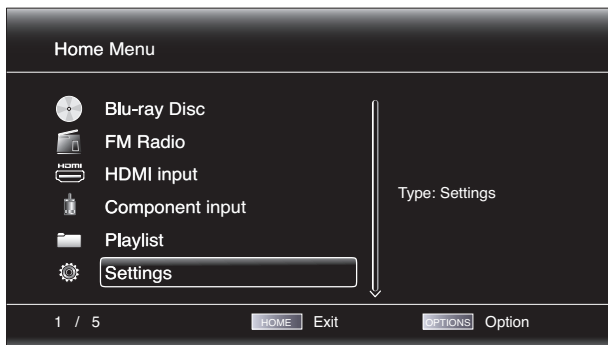 Home Menu
Blu-ray Disc
FM Radio
HDMI
HDMI input
Component input
Type: Settings
Playlist
Settings
1 / 5
HOME Exit
OPTIONS Option